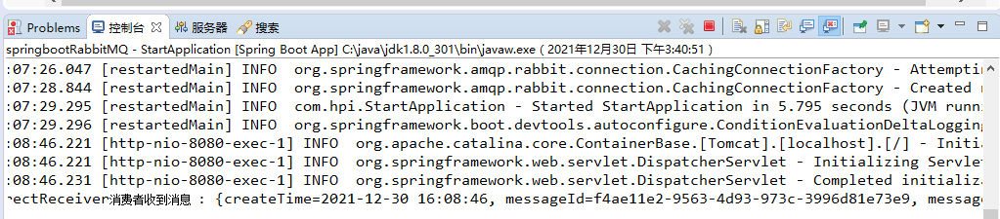 Problems 控制台 服务器 搜索
springbootRabbitMQ - StartApplication [Spring Boot App] C:\java\jdk1.8.0_301\bin\javaw.exe ( 2021年12月30日 下午3:40:51 )
:07:26.047 [restartedMain] INFO  org.springframework.amqp.rabbit.connection.CachingConnectionFactory - Attemptin
:07:28.844 [restartedMain] INFO  org.springframework.amqp.rabbit.connection.CachingConnectionFactory - Created n
:07:29.295 [restartedMain] INFO  com.hpi.StartApplication - Started StartApplication in 5.795 seconds (JVM runni
:07:29.296 [restartedMain] INFO  org.springframework.boot.devtools.autoconfigure.ConditionEvaluationDeltaLogging
:08:46.221 [http-nio-8080-exec-1] INFO  org.apache.catalina.core.ContainerBase.[Tomcat].[localhost].[/] - Initia
:08:46.221 [http-nio-8080-exec-1] INFO  org.springframework.web.servlet.DispatcherServlet - Initializing Servlet
:08:46.231 [http-nio-8080-exec-1] INFO  org.springframework.web.servlet.DispatcherServlet - Completed initializa
ectReceiver消费者收到消息 : {createTime=2021-12-30 16:08:46, messageId=f4ae11e2-9563-4d93-973c-3996d81e73e9, message